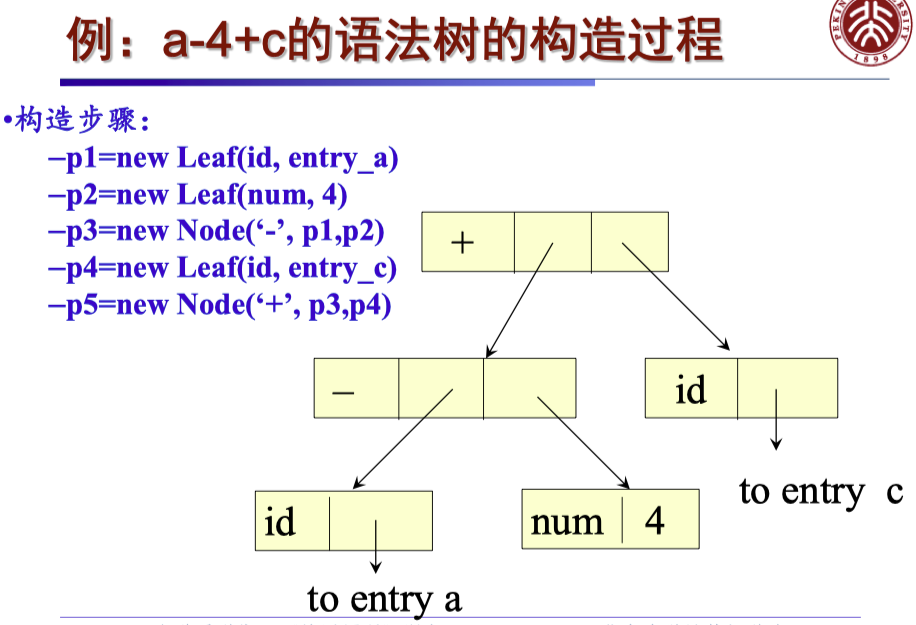 例：a-4+c的语法树的构造过程
PEKIN
ERSITY
1898
•构造步骤：
–p1=new Leaf(id, entry_a)
–p2=new Leaf(num, 4)
–p3=new Node(‘-’, p1,p2)
–p4=new Leaf(id, entry_c)
–p5=new Node(‘+’, p3,p4)
+
–
id
id
num 4
to entry c
to entry a